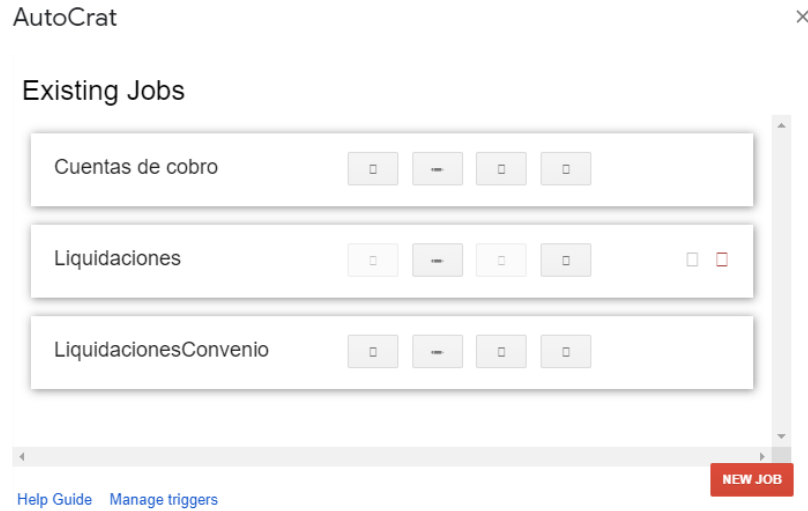 AutoCrat
Existing Jobs
Cuentas de cobro
Liquidaciones
LiquidacionesConvenio
NEW JOB
Help Guide Manage triggers